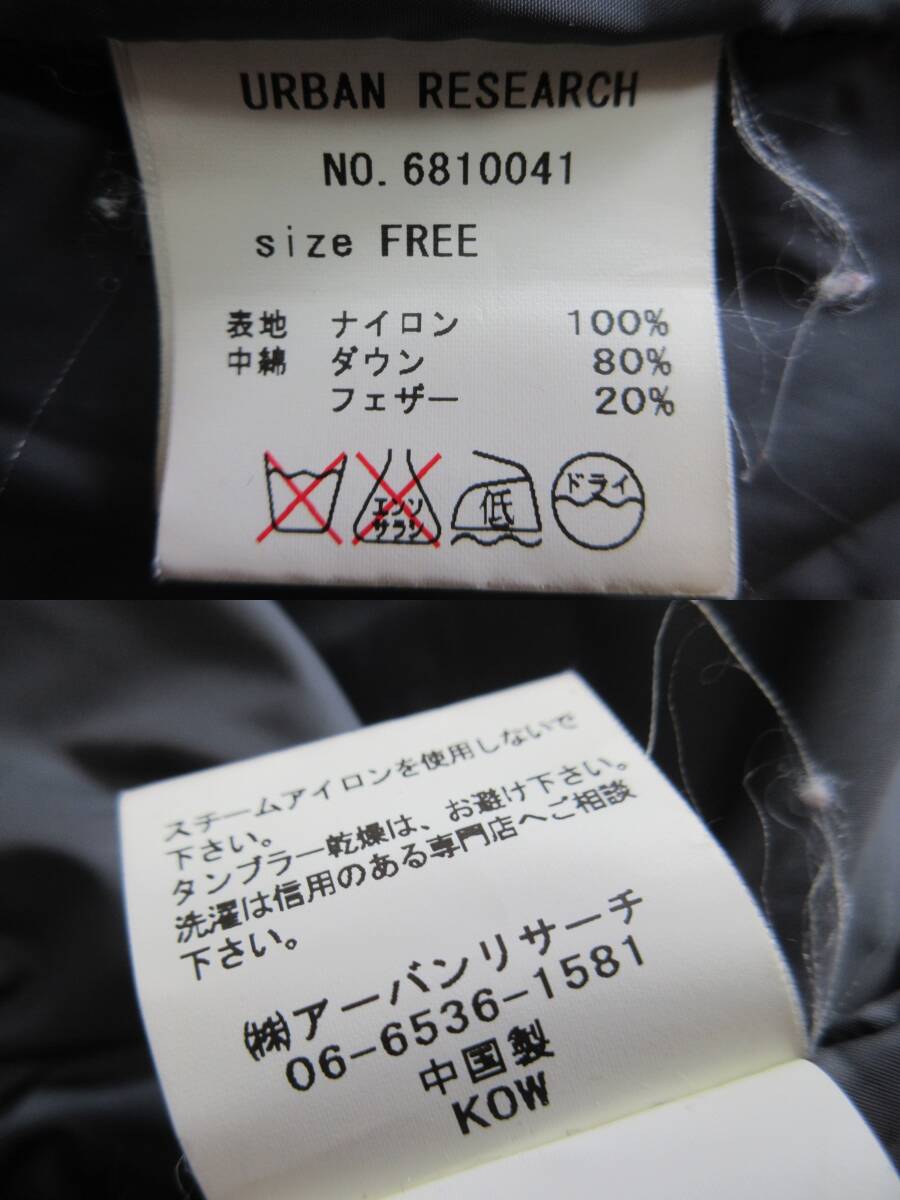 URBAN RESEARCH
NO. 6810041
size FREE
表地 ナイロン 100%
中綿 ダウン 80%
フェザー 20%
エンソ
サラシ
低
ドライ
スチームアイロンを使用しないで
下さい。
タンブラー乾燥は、お避け下さい。
洗濯は信用のある専門店へご相談
下さい。
㈱アーバンリサーチ
06-6536-1581
中国製
KOW